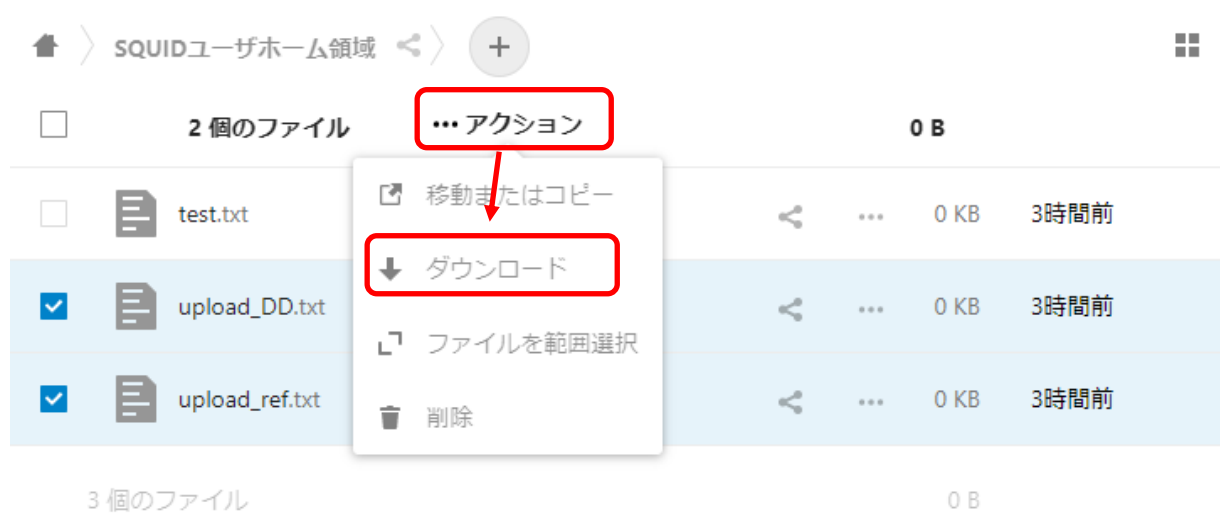 SQUIDユーザホーム領域
2 個のファイル ••• アクション 0 B
移動またはコピー
test.txt 0 KB 3時間前
ダウンロード
upload_DD.txt 0 KB 3時間前
ファイルを範囲選択
upload_ref.txt 0 KB 3時間前
削除
3 個のファイル 0 B